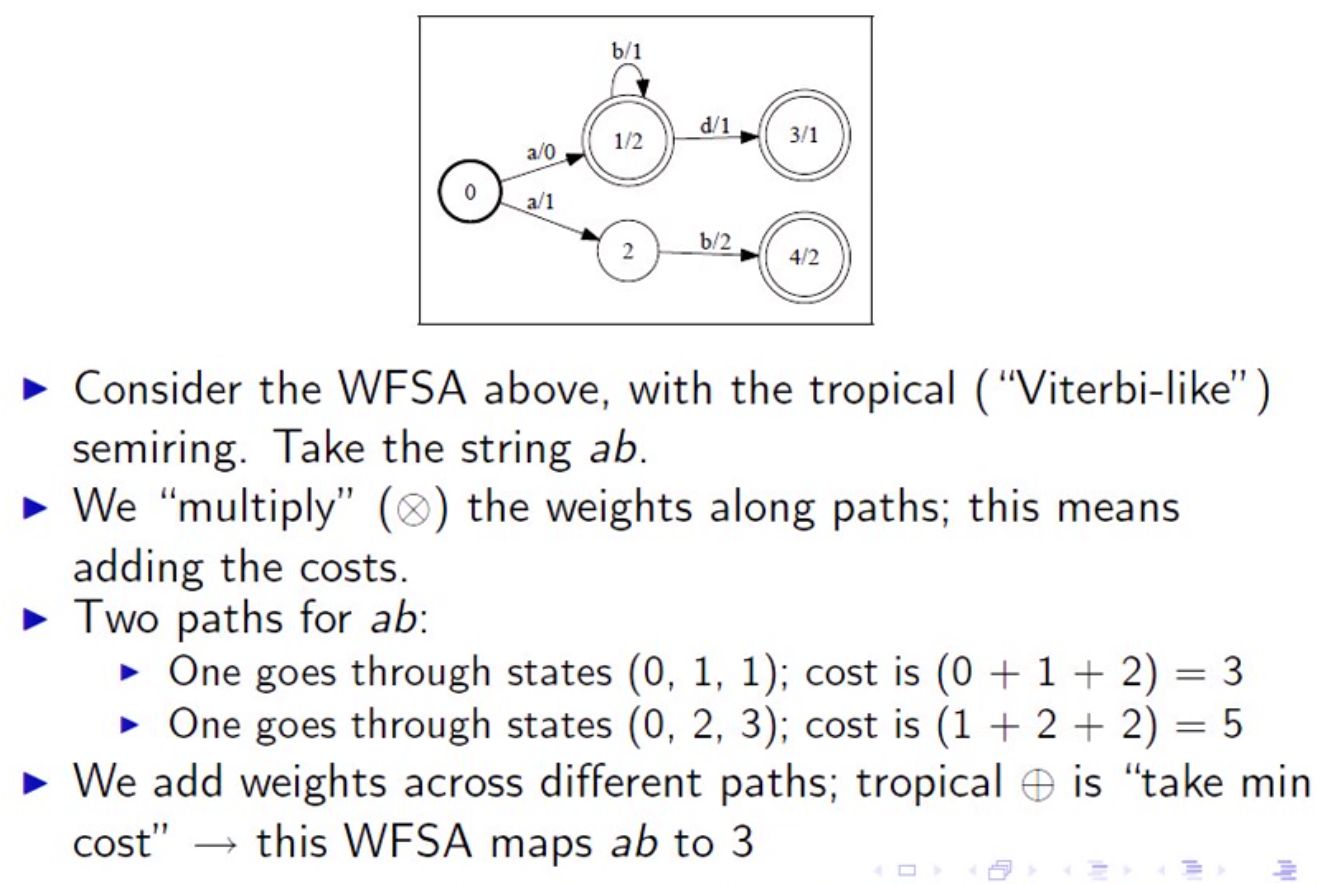 b/1
1/2
d/1
3/1
a/0
0
a/1
2
b/2
4/2
▶ Consider the WFSA above, with the tropical (“Viterbi-like”)
semiring. Take the string ab.
▶ We “multiply” (⊗) the weights along paths; this means
adding the costs.
▶ Two paths for ab:
▶ One goes through states (0, 1, 1); cost is (0 + 1 + 2) = 3
▶ One goes through states (0, 2, 3); cost is (1 + 2 + 2) = 5
▶ We add weights across different paths; tropical ⊕ is “take min
cost” → this WFSA maps ab to 3